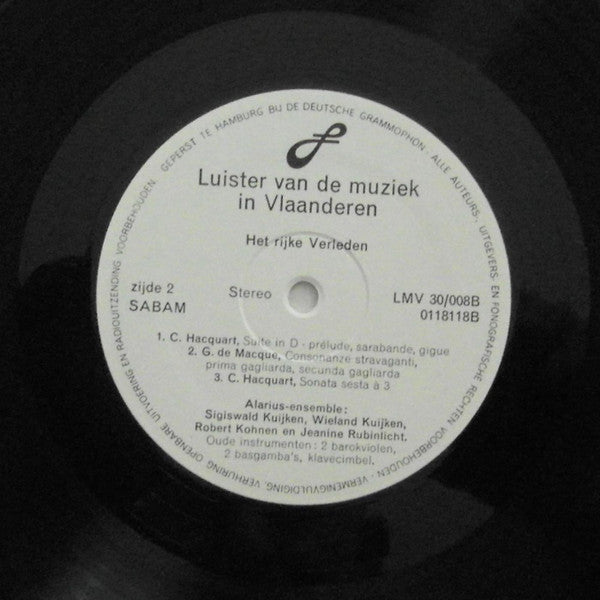 GEPERST TE HAMBURG BIJ DE DEUTSCHE GRAMMOPHON · ALLE AUTEURS-, UITGEVERS- EN FONOGRAFISCHE RECHTEN VOORBEHOUDEN · VERMENIGVULDIGING, VERHURING, OPENBARE UITVOERING EN RADIOUITZENDING VOORBEHOUDEN.
Luister van de muziek
in Vlaanderen
Het rijke Verleden
zijde 2 Stereo LMV 30/008B
SABAM 0118118B
1. C. Hacquart, Suite in D - prélude, sarabande, gigue
2. G. de Macque, Consonanze stravaganti,
prima gagliarda, secunda gagliarda
3. C. Hacquart, Sonata sesta à 3
Alarius-ensemble:
Sigiswald Kuijken, Wieland Kuijken,
Robert Kohnen en Jeanine Rubinlicht.
Oude instrumenten: 2 barokviolen,
2 basgamba's, klavecimbel.